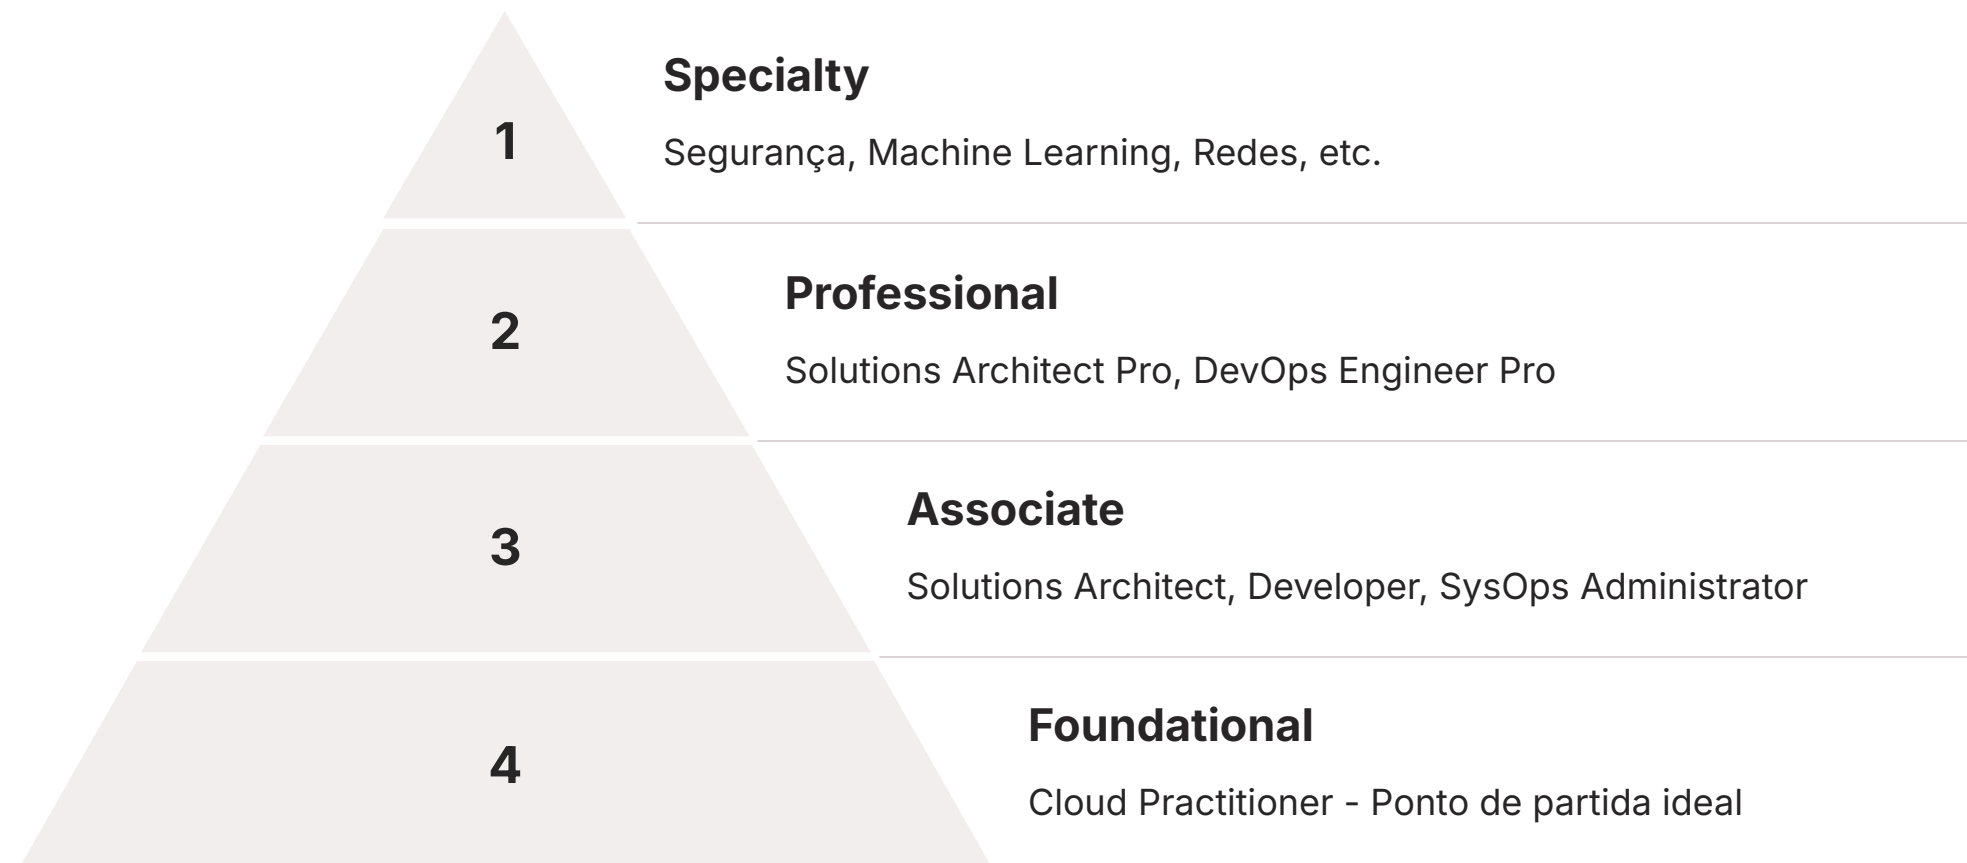 1
Specialty
Segurança, Machine Learning, Redes, etc.
2
Professional
Solutions Architect Pro, DevOps Engineer Pro
3
Associate
Solutions Architect, Developer, SysOps Administrator
4
Foundational
Cloud Practitioner - Ponto de partida ideal